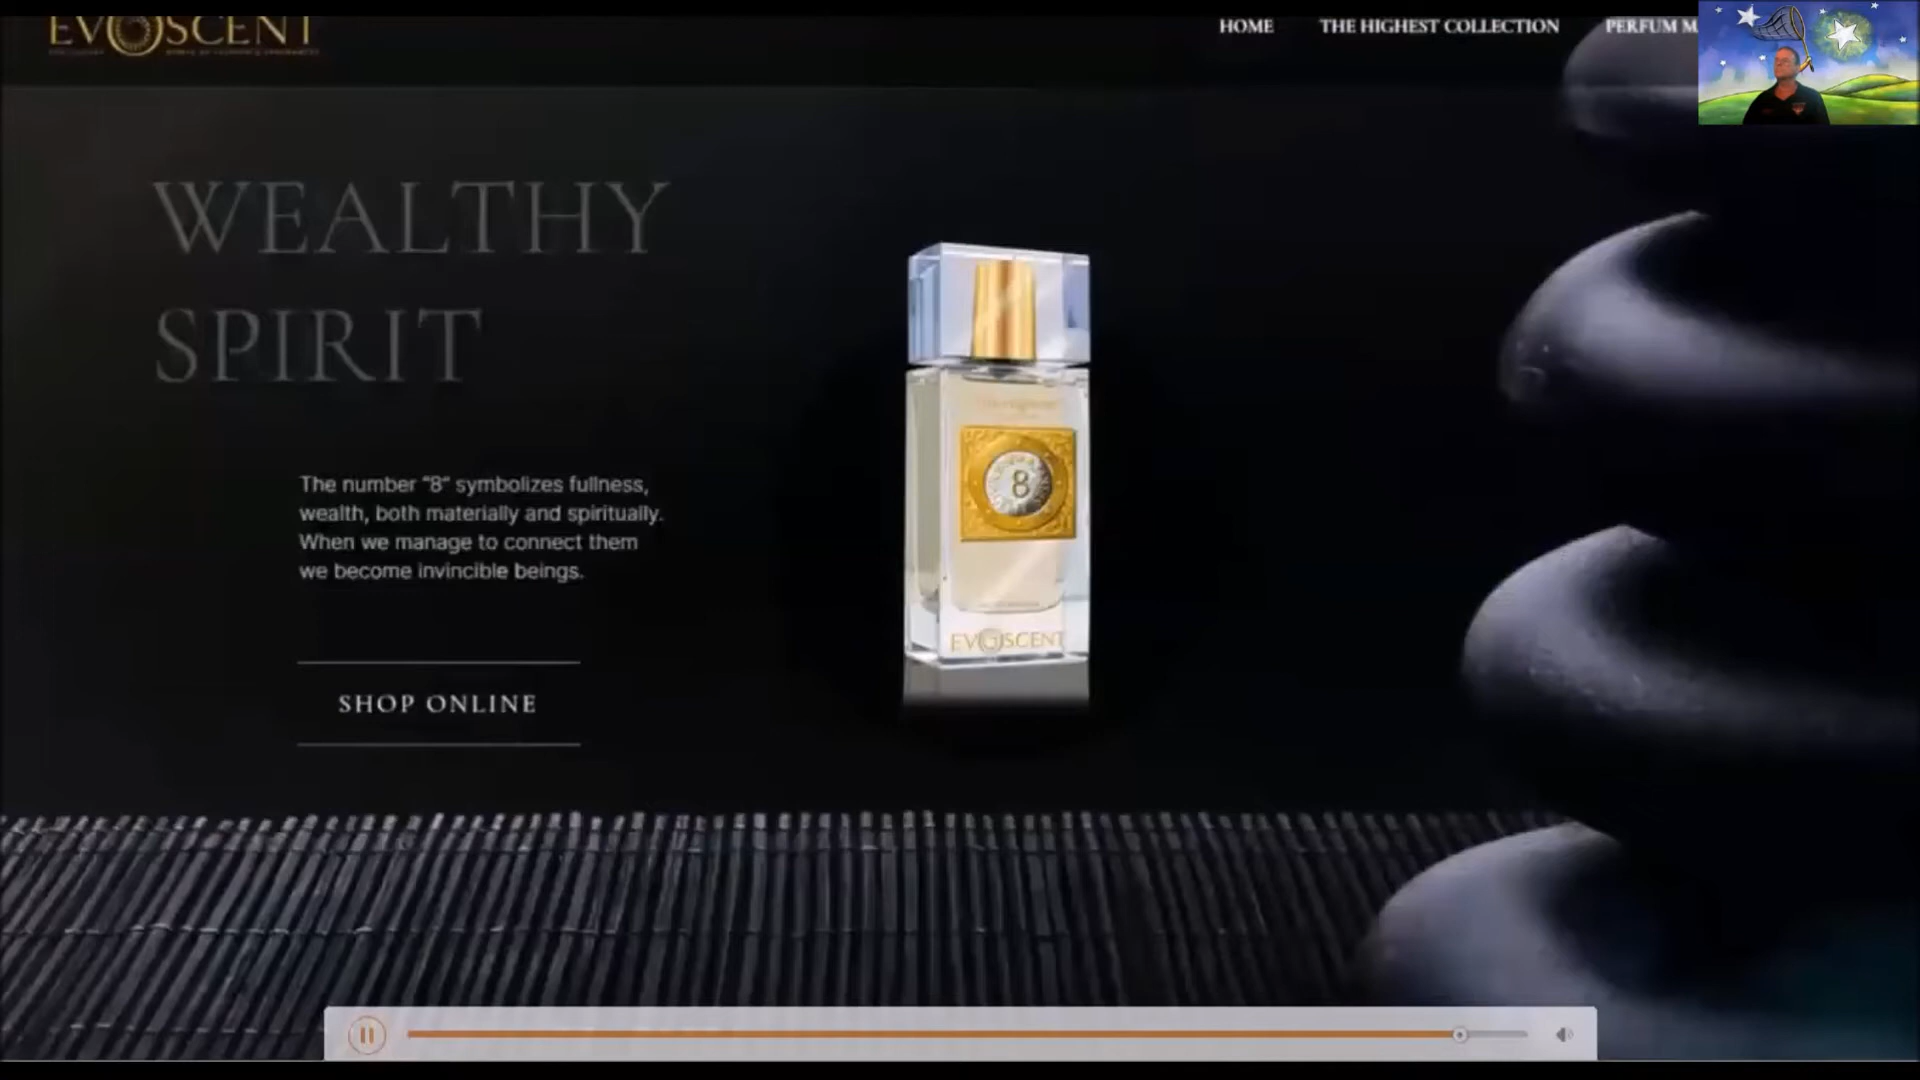 EVOSCENT
HOME
THE HIGHEST COLLECTION
PERFUM M
WEALTHY
SPIRIT
The number "8" symbolizes fullness,
wealth, both materially and spiritually.
When we manage to connect them
we become invincible beings.
SHOP ONLINE
8
EVOSCENT